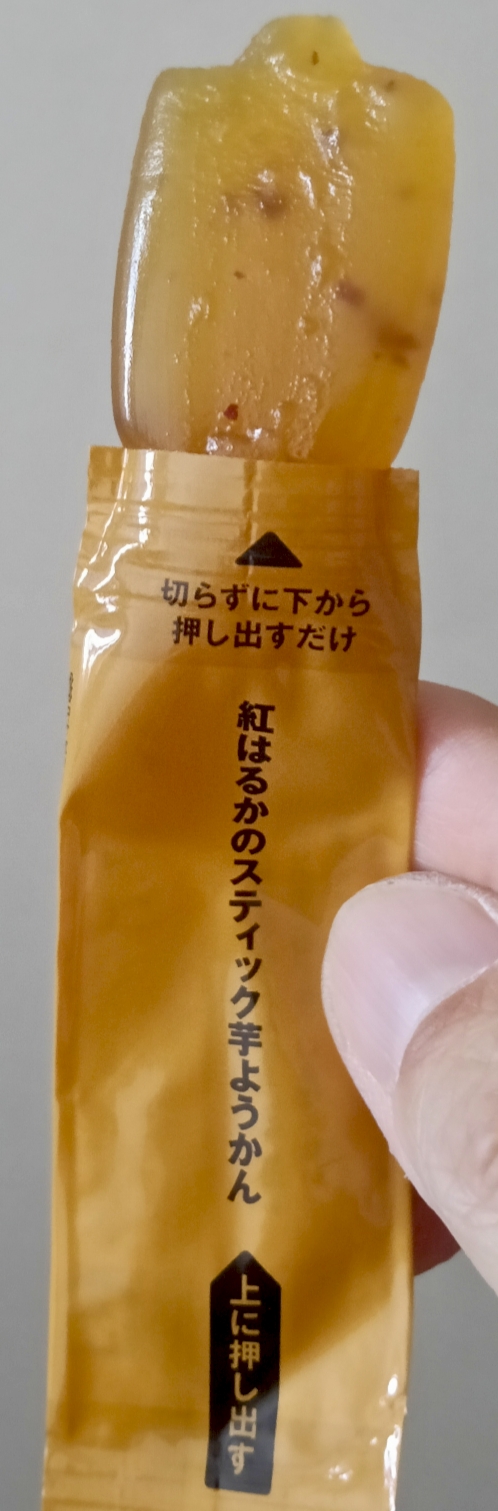 切らずに下から
押し出すだけ
紅はるかのスティック芋ようかん
上に押し出す